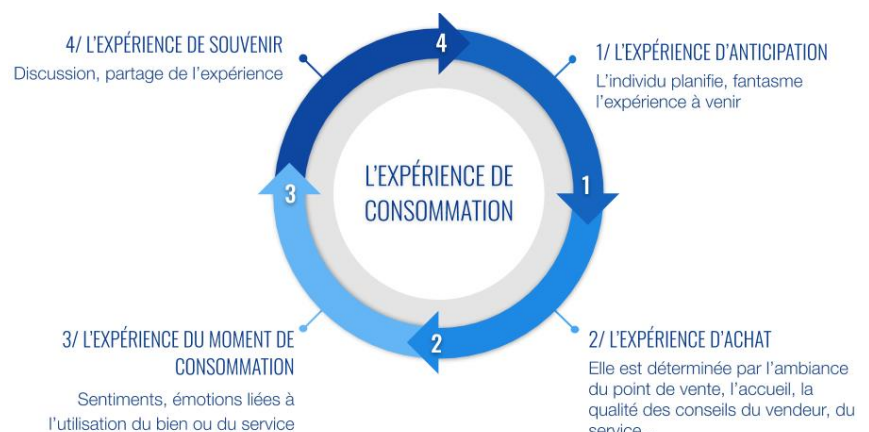 4/ L'EXPÉRIENCE DE SOUVENIR
Discussion, partage de l'expérience
4
1/ L'EXPÉRIENCE D'ANTICIPATION
L'individu planifie, fantasme
l'expérience à venir
L'EXPÉRIENCE DE
CONSOMMATION
3
1
2
3/ L'EXPÉRIENCE DU MOMENT DE
CONSOMMATION
Sentiments, émotions liées à
l'utilisation du bien ou du service
2/ L'EXPÉRIENCE D'ACHAT
Elle est déterminée par l'ambiance
du point de vente, l'accueil, la
qualité des conseils du vendeur, du
service